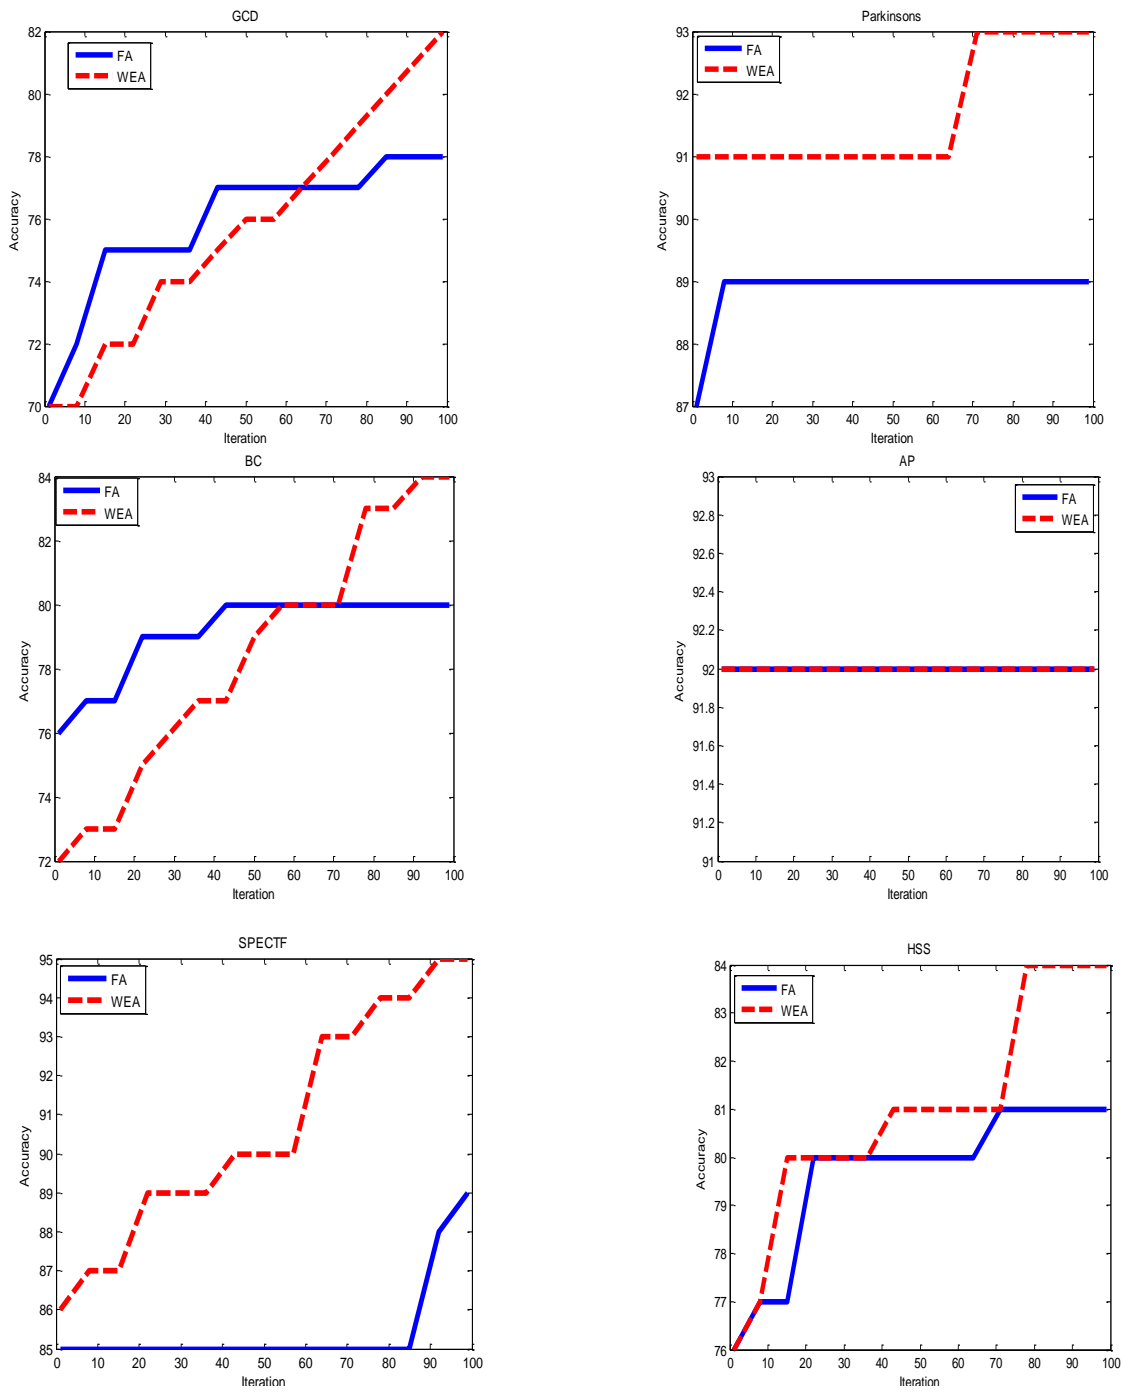 GCD
82
80
78
76
74
72
70
0 10 20 30 40 50 60 70 80 90 100
Accuracy
Iteration
FA
WEA
Parkinsons
93
92
91
90
89
88
87
0 10 20 30 40 50 60 70 80 90 100
Accuracy
Iteration
FA
WEA
BC
84
82
80
78
76
74
72
0 10 20 30 40 50 60 70 80 90 100
Accuracy
Iteration
FA
WEA
AP
93
92.8
92.6
92.4
92.2
92
91.8
91.6
91.4
91.2
91
0 10 20 30 40 50 60 70 80 90 100
Accuracy
Iteration
FA
WEA
SPECTF
95
94
93
92
91
90
89
88
87
86
85
0 10 20 30 40 50 60 70 80 90 100
Accuracy
Iteration
FA
WEA
HSS
84
83
82
81
80
79
78
77
76
0 10 20 30 40 50 60 70 80 90 100
Accuracy
Iteration
FA
WEA